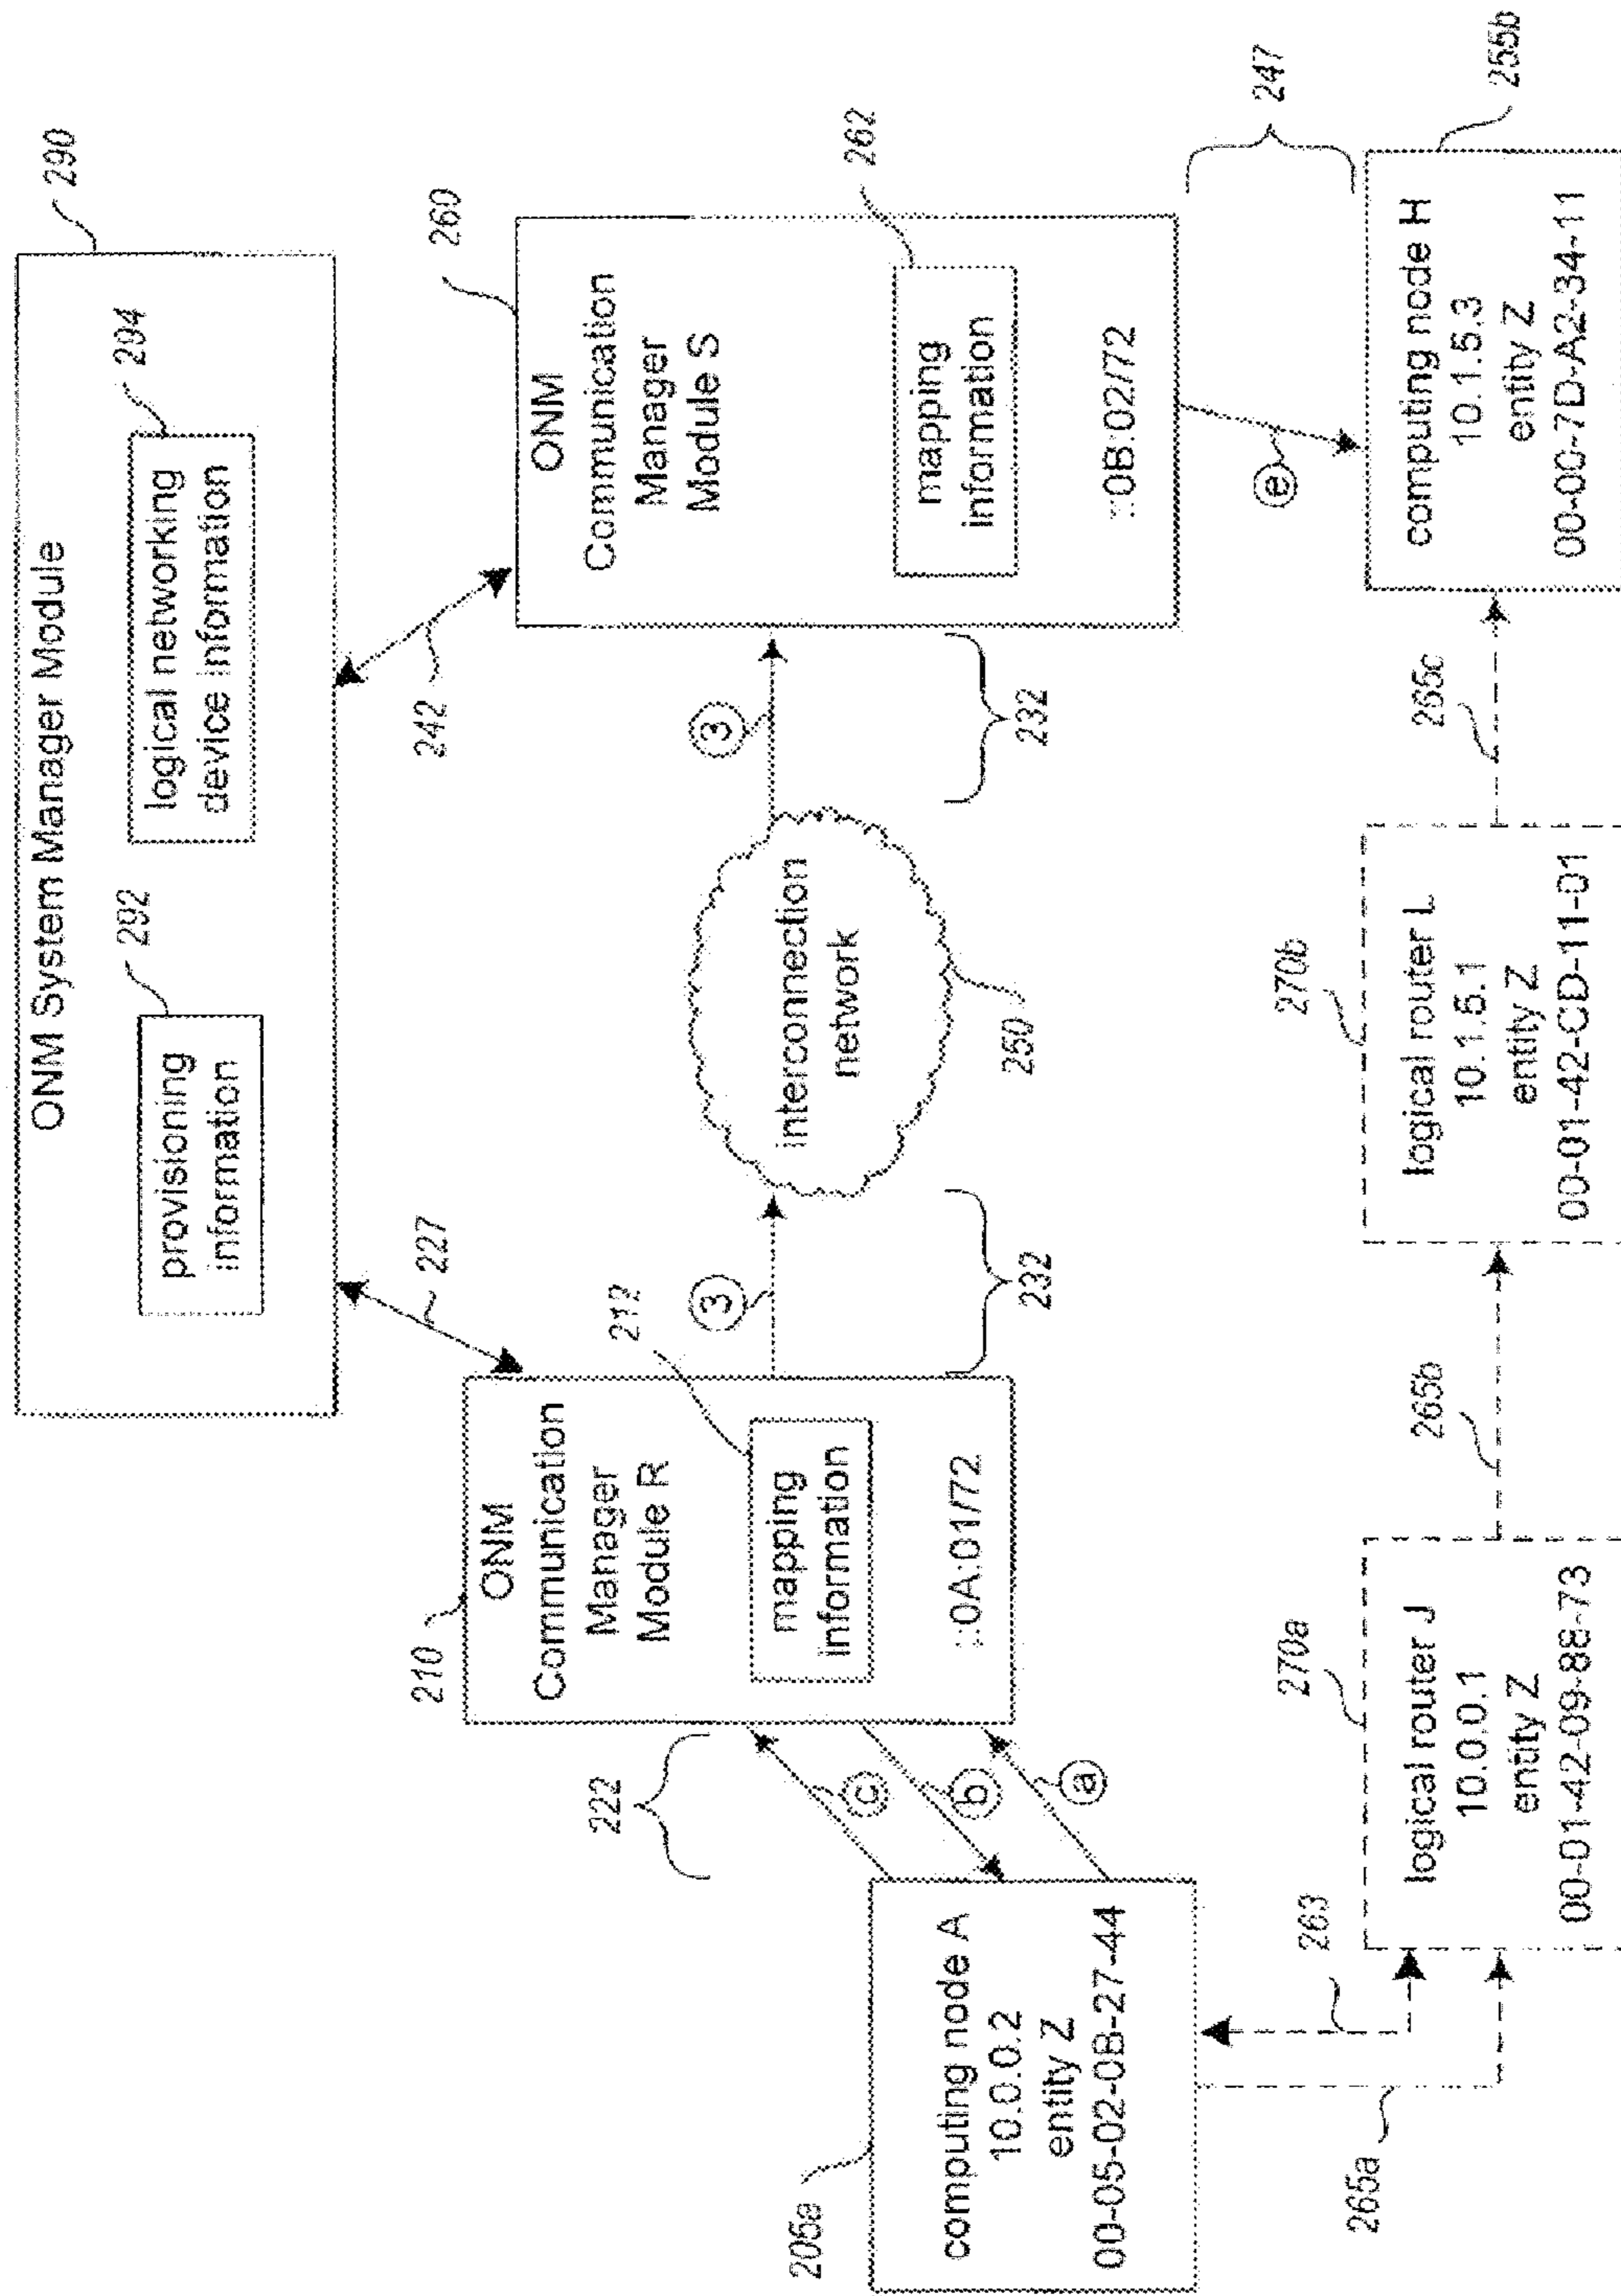 ONM System Manager Module
290
provisioning
information
292
logical networking
device information
294
227
242
210
ONM
Communication
Manager
Module R
mapping
information
212
::0A:01/72
260
ONM
Communication
Manager
Module S
mapping
information
262
::0B:02/72
3
232
interconnection
network
250
3
232
222
c
b
a
e
247
205a
computing node A
10.0.0.2
entity Z
00-05-02-0B-27-44
263
265a
270a
logical router J
10.0.0.1
entity Z
00-01-42-09-88-73
265b
270b
logical router L
10.1.5.1
entity Z
00-01-42-CD-11-01
265c
255b
computing node H
10.1.5.3
entity Z
00-00-7D-A2-34-11